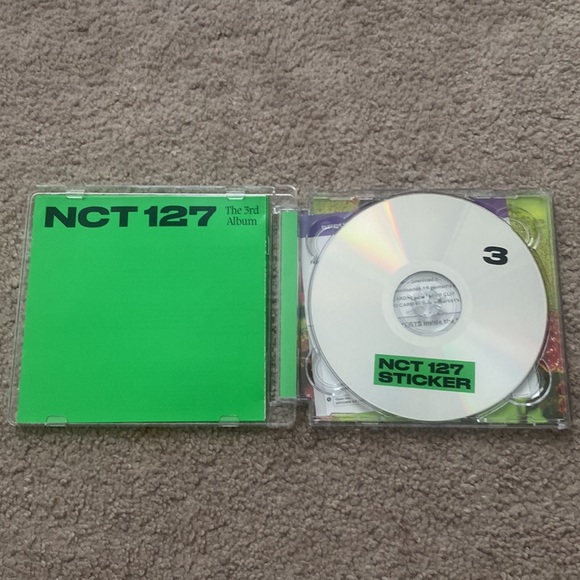 NCT 127
The 3rd
Album
3
NCT 127
STICKER